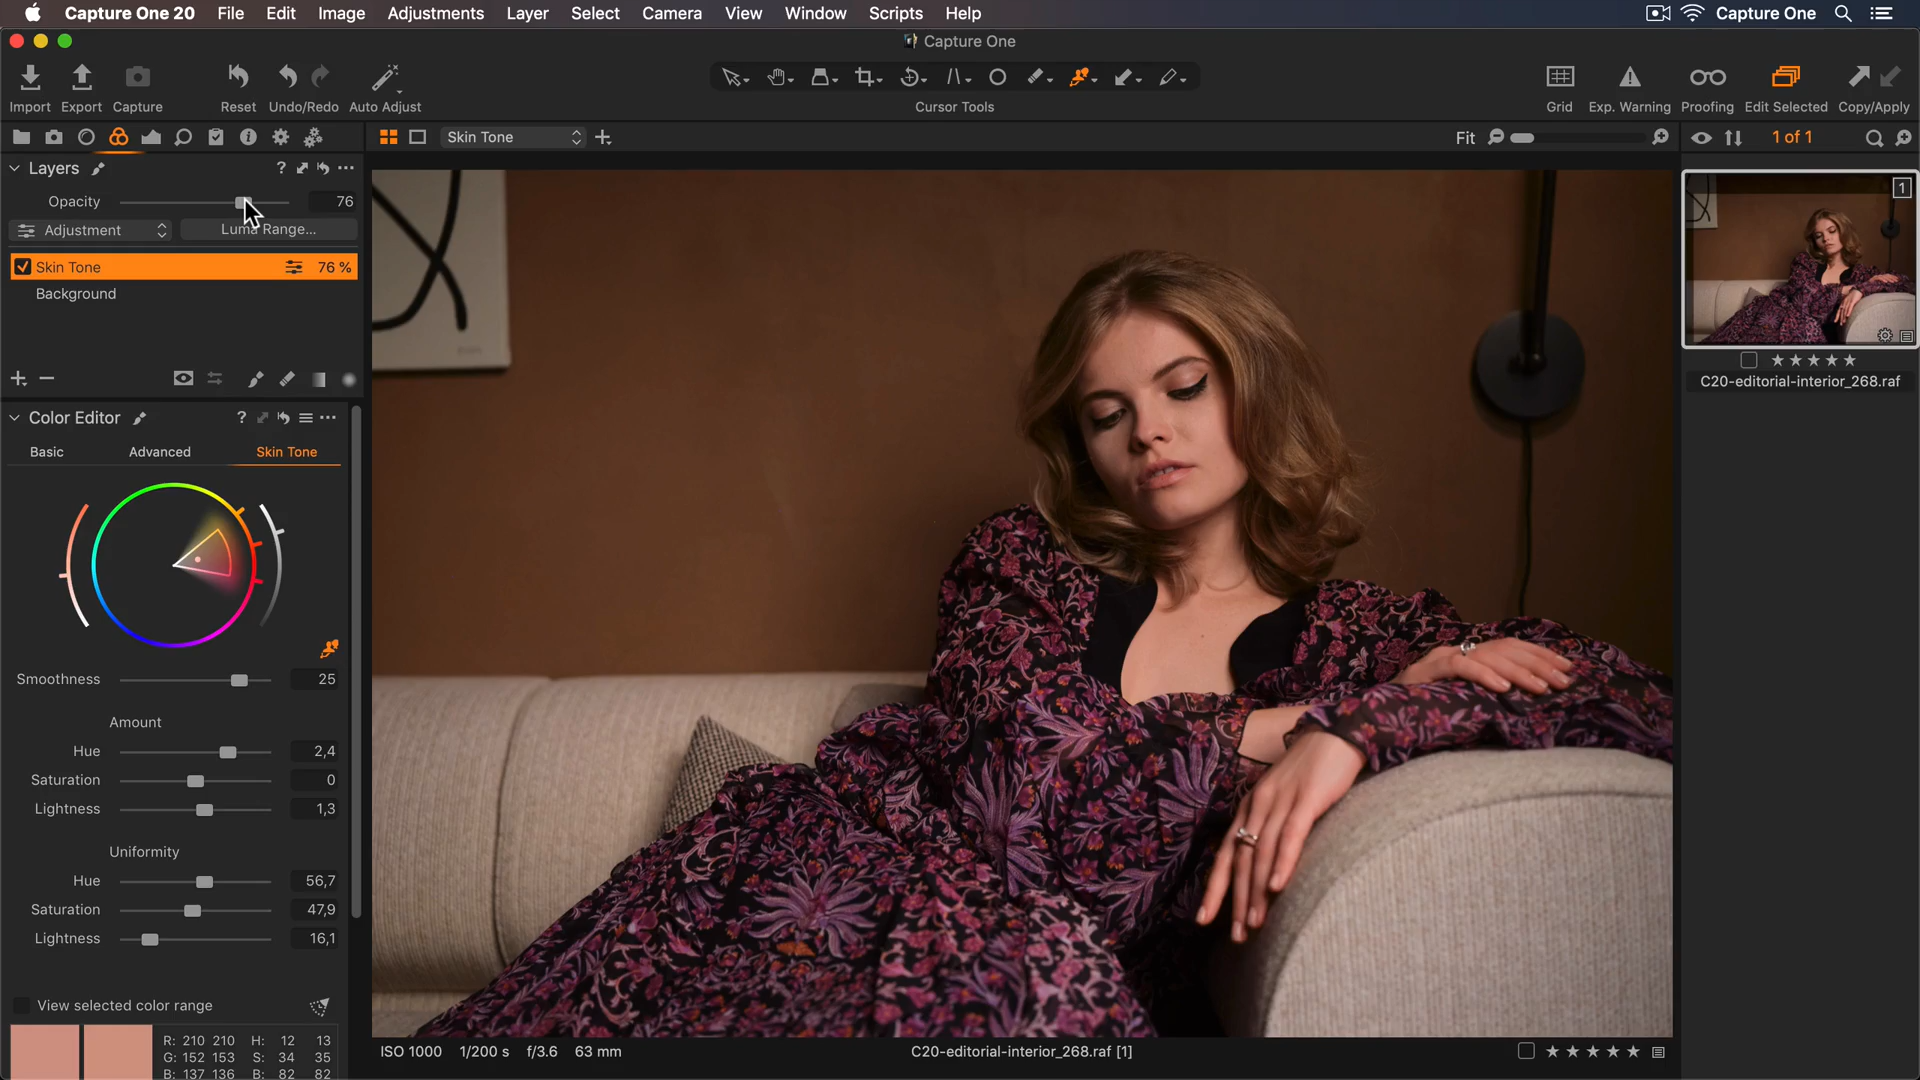 Capture One 20 File Edit Image Adjustments Layer Select Camera View Window Scripts Help Capture One
Capture One
Import Export Capture Reset Undo/Redo Auto Adjust Cursor Tools Grid Exp. Warning Proofing Edit Selected Copy/Apply
Skin Tone Fit 1 of 1
Layers ?
Opacity 76
Adjustment Luma Range...
Skin Tone 76 %
Background
Color Editor ?
Basic Advanced Skin Tone
Smoothness 25
Amount
Hue 2,4
Saturation 0
Lightness 1,3
Uniformity
Hue 56,7
Saturation 47,9
Lightness 16,1
View selected color range
R: 210 210 H: 12 13
G: 152 153 S: 34 35
B: 137 136 B: 82 82
ISO 1000 1/200 s f/3.6 63 mm
C20-editorial-interior_268.raf [1]
1
C20-editorial-interior_268.raf